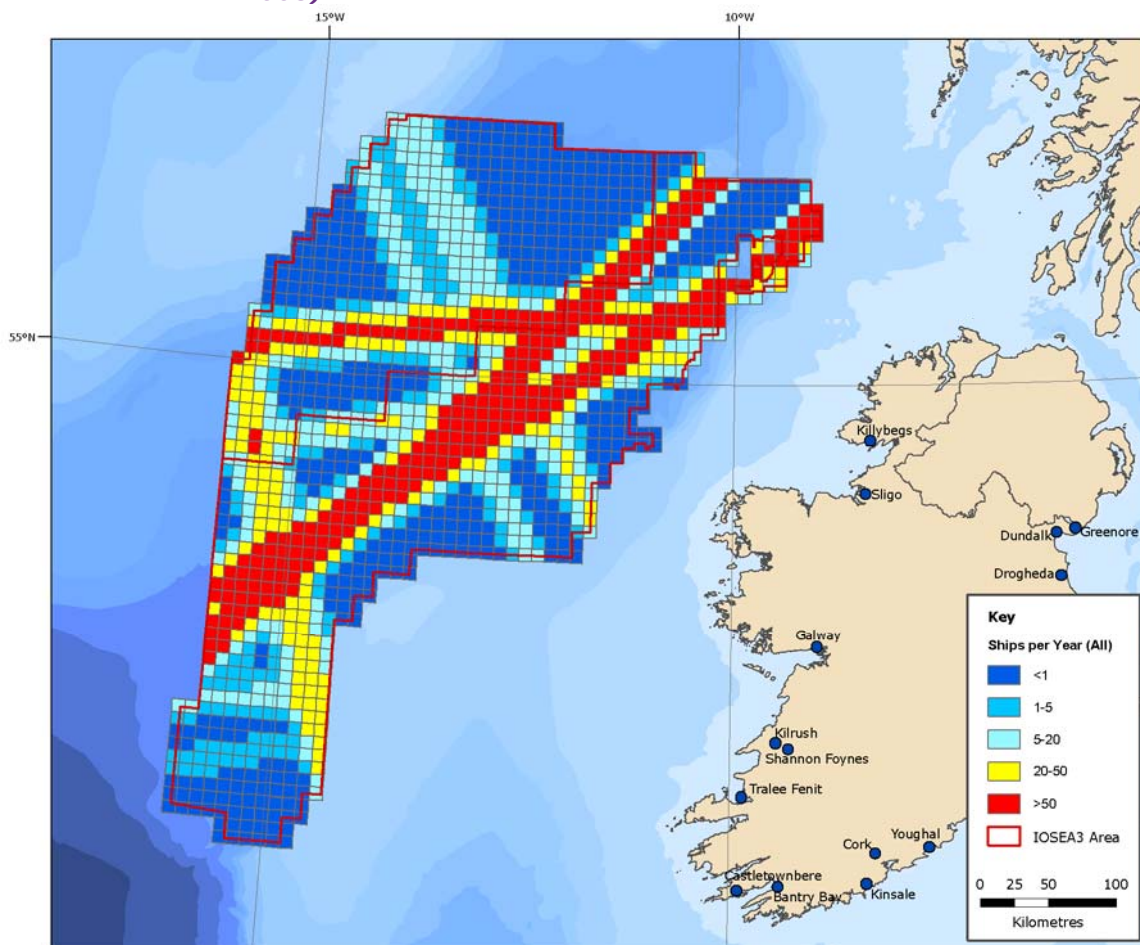 15°W
10°W
55°N
Killybegs
Sligo
Dundalk
Greenore
Drogheda
Galway
Kilrush
Shannon Foynes
Tralee Fenit
Cork
Youghal
Castletownbere
Bantry Bay
Kinsale
Key
Ships per Year (All)
<1
1-5
5-20
20-50
>50
IOSEA3 Area
0 25 50 100
Kilometres